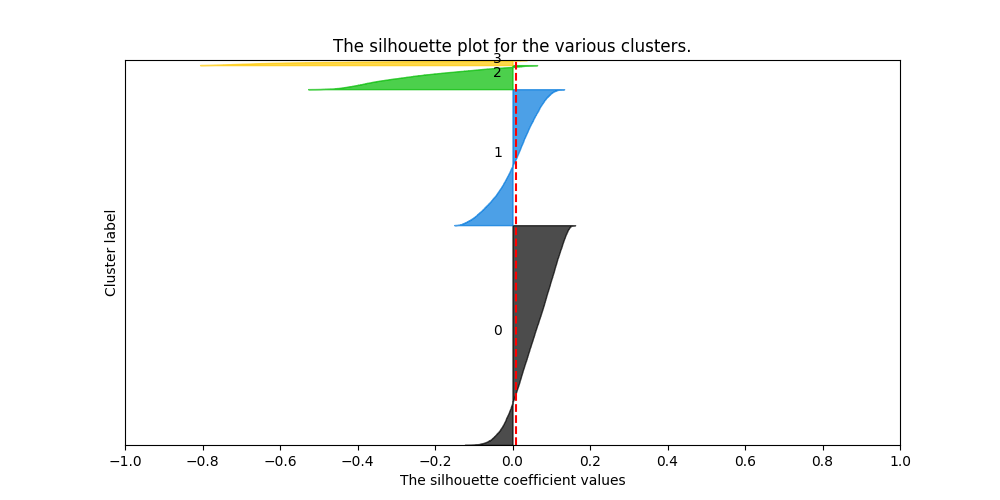 The silhouette plot for the various clusters.
3
2
1
0
Cluster label
−1.0 −0.8 −0.6 −0.4 −0.2 0.0 0.2 0.4 0.6 0.8 1.0
The silhouette coefficient values